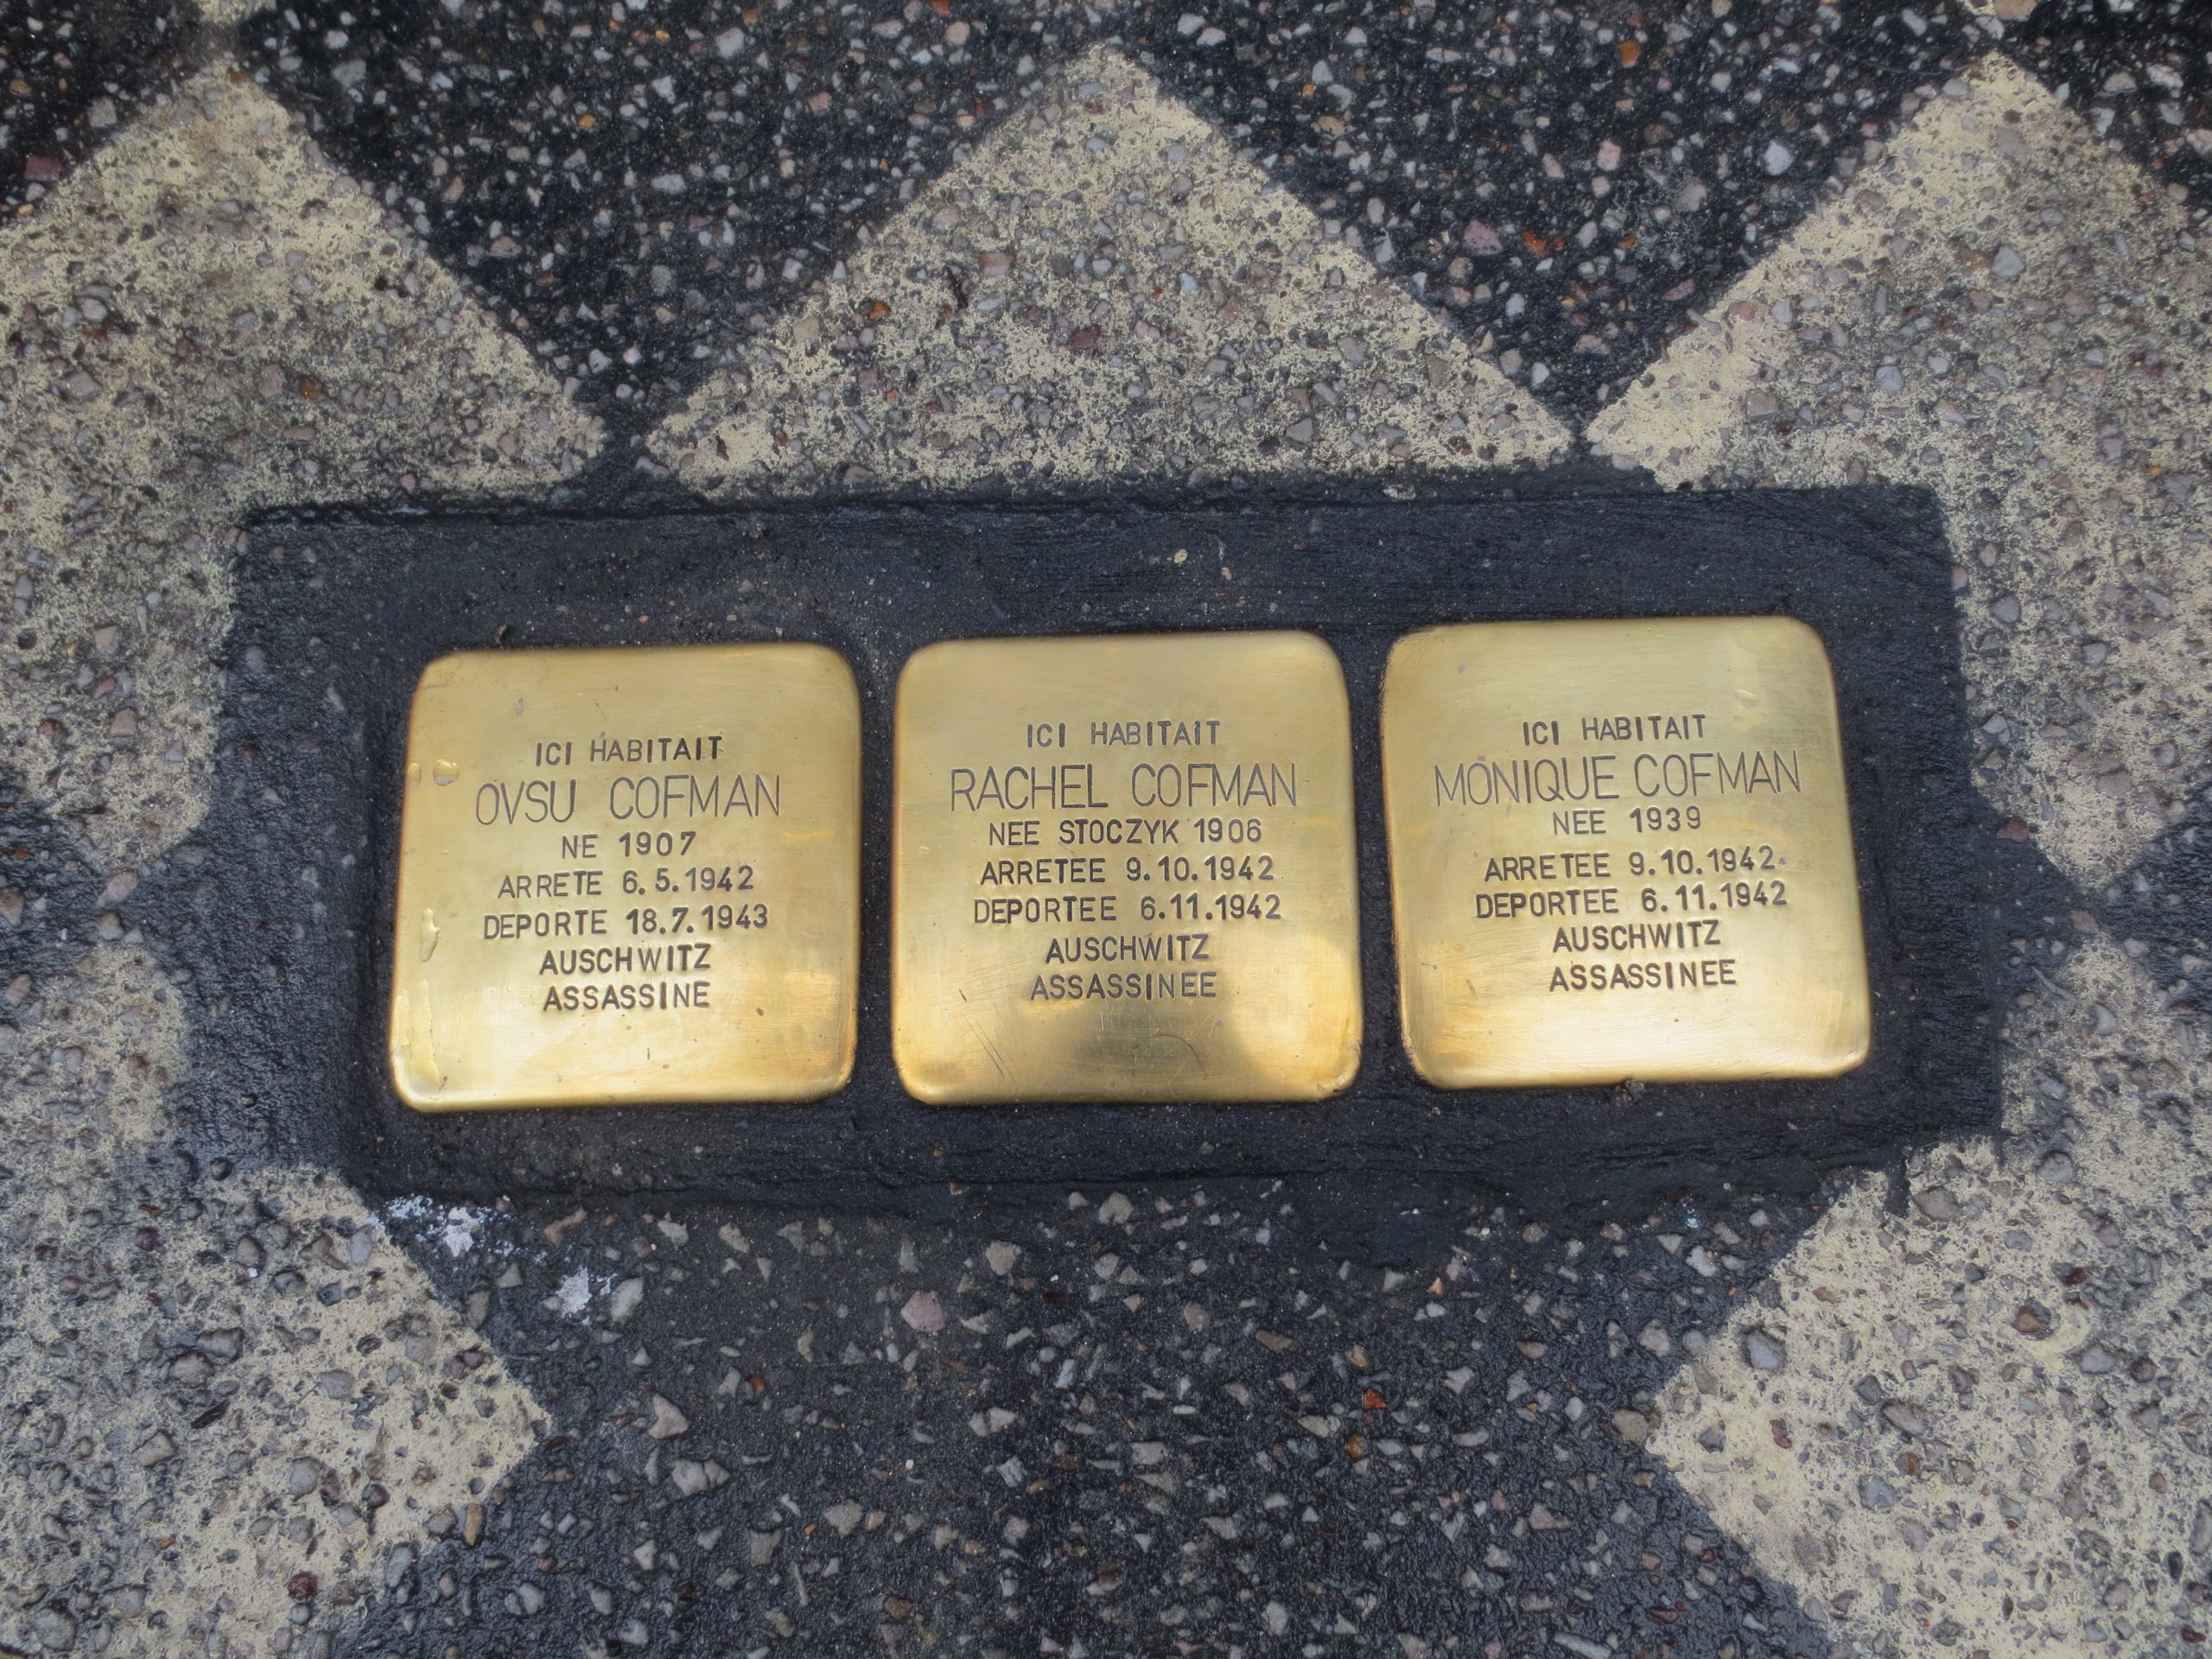 ICI HABITAIT
OVSU COFMAN
NE 1907
ARRETE 6.5.1942
DEPORTE 18.7.1943
AUSCHWITZ
ASSASSINE
ICI HABITAIT
RACHEL COFMAN
NEE STOCZYK 1906
ARRETEE 9.10.1942
DEPORTEE 6.11.1942
AUSCHWITZ
ASSASSINEE
ICI HABITAIT
MONIQUE COFMAN
NEE 1939
ARRETEE 9.10.1942
DEPORTEE 6.11.1942
AUSCHWITZ
ASSASSINEE